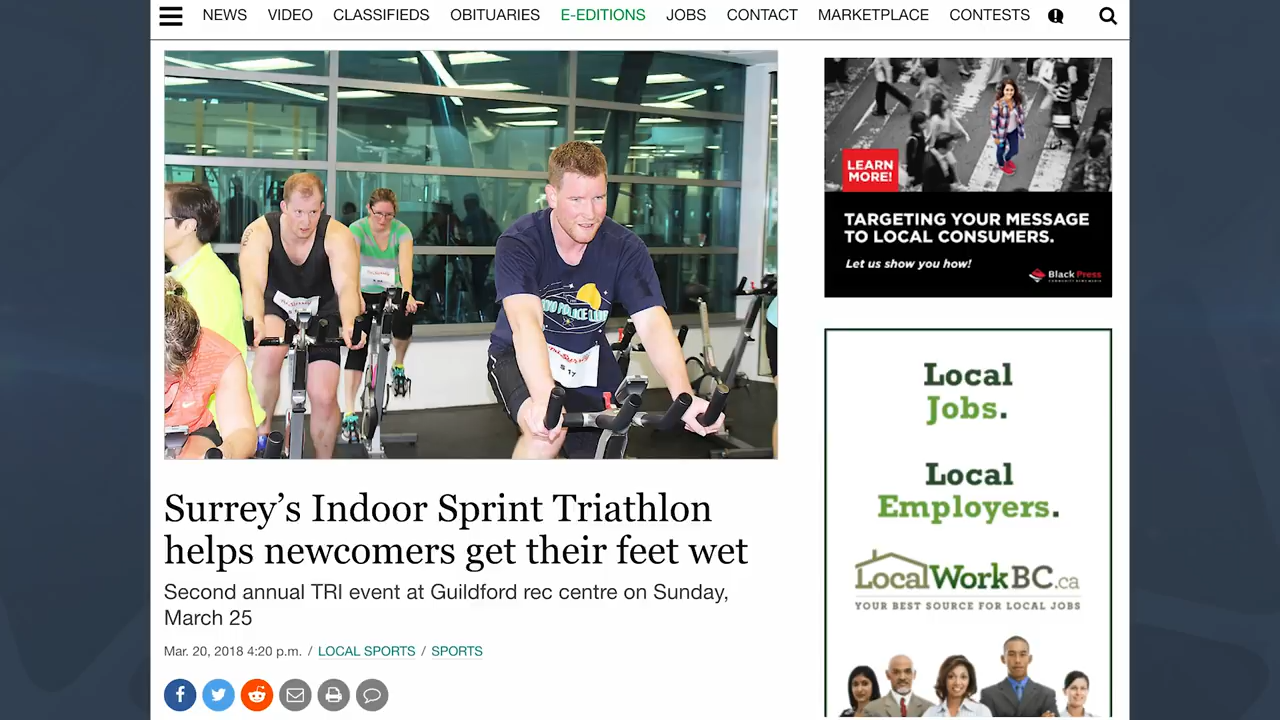 NEWS VIDEO CLASSIFIEDS OBITUARIES E-EDITIONS JOBS CONTACT MARKETPLACE CONTESTS
LEARN
MORE!
TARGETING YOUR MESSAGE
TO LOCAL CONSUMERS.
Let us show you how!
Black Press
S 17
Surrey’s Indoor Sprint Triathlon
helps newcomers get their feet wet
Second annual TRI event at Guildford rec centre on Sunday,
March 25
Mar. 20, 2018 4:20 p.m. / LOCAL SPORTS / SPORTS
Local
Jobs.
Local
Employers.
LocalWorkBC.ca
YOUR BEST SOURCE FOR LOCAL JOBS